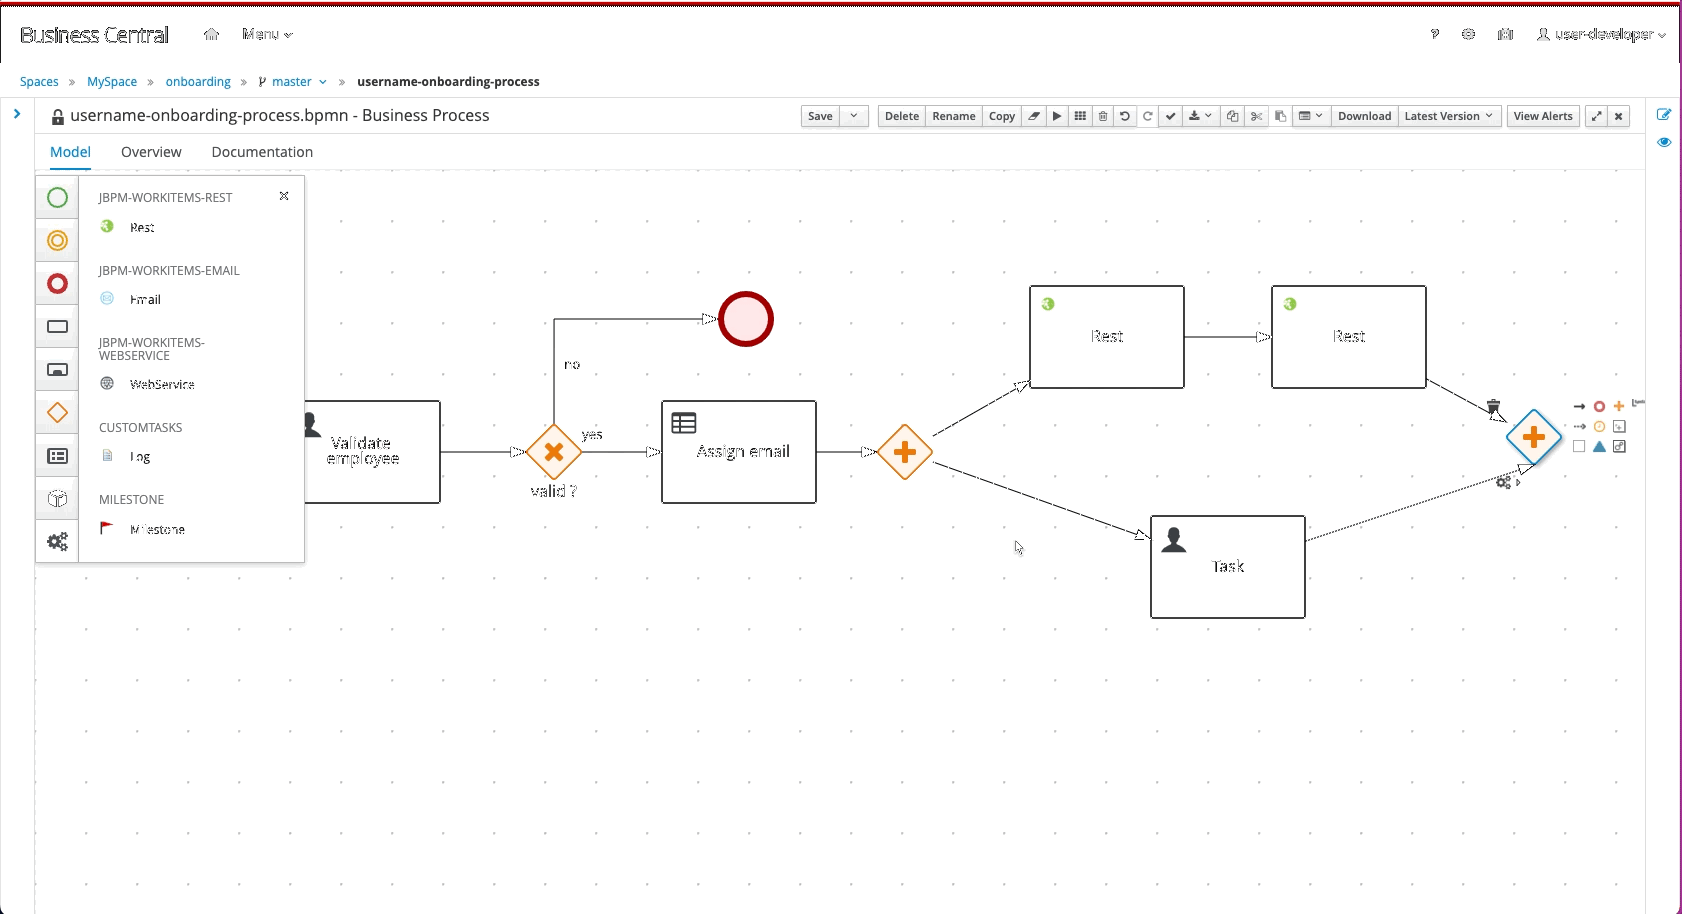 Business Central
Menu
?
user-developer
Spaces » MySpace » onboarding » master » username-onboarding-process
username-onboarding-process.bpmn - Business Process
Save
Delete
Rename
Copy
Download
Latest Version
View Alerts
Model
Overview
Documentation
JBPM-WORKITEMS-REST
Rest
JBPM-WORKITEMS-EMAIL
Email
JBPM-WORKITEMS-
WEBSERVICE
WebService
CUSTOMTASKS
Log
MILESTONE
Milestone
Validate
employee
no
yes
valid ?
Assign email
Rest
Rest
Task